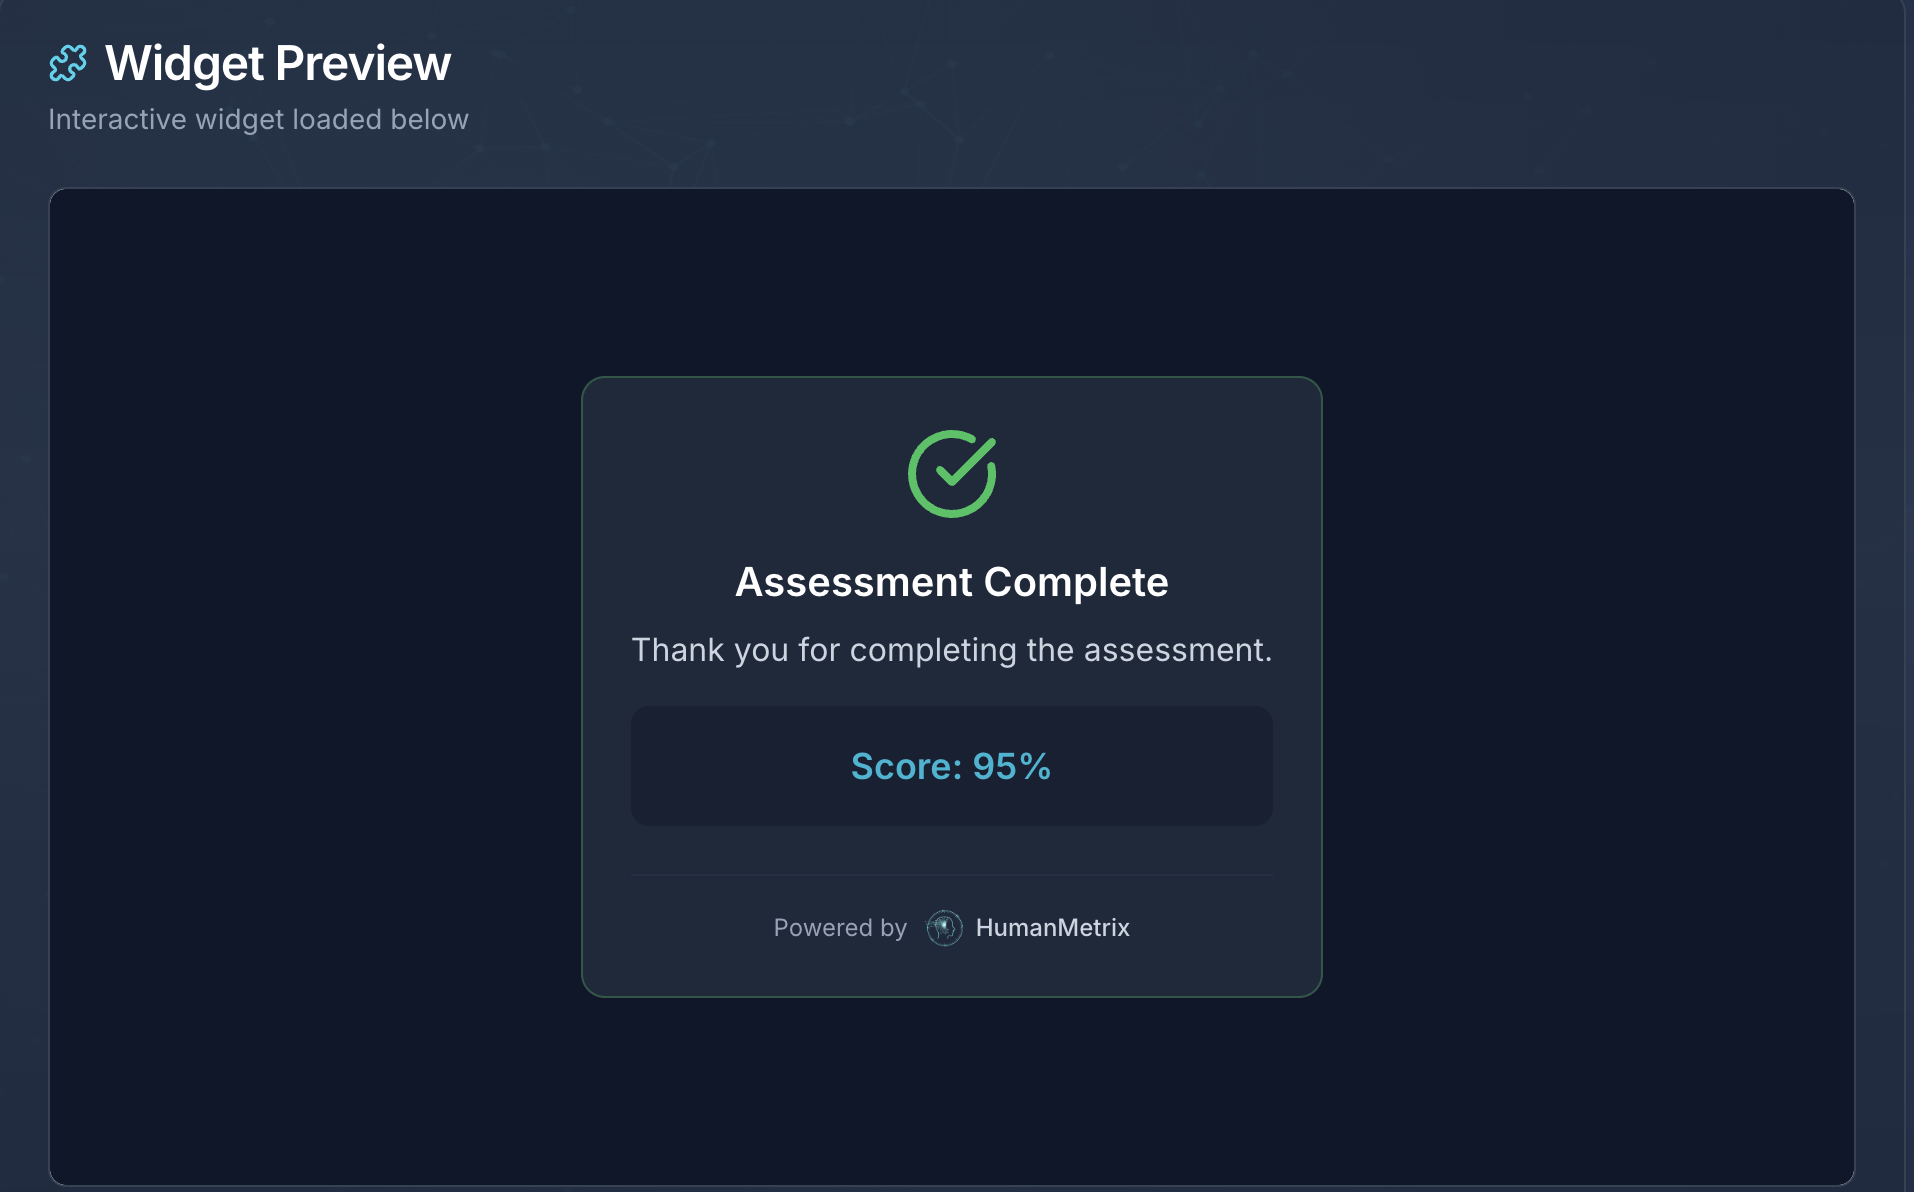 Widget Preview
Interactive widget loaded below
Assessment Complete
Thank you for completing the assessment.
Score: 95%
Powered by HumanMetrix